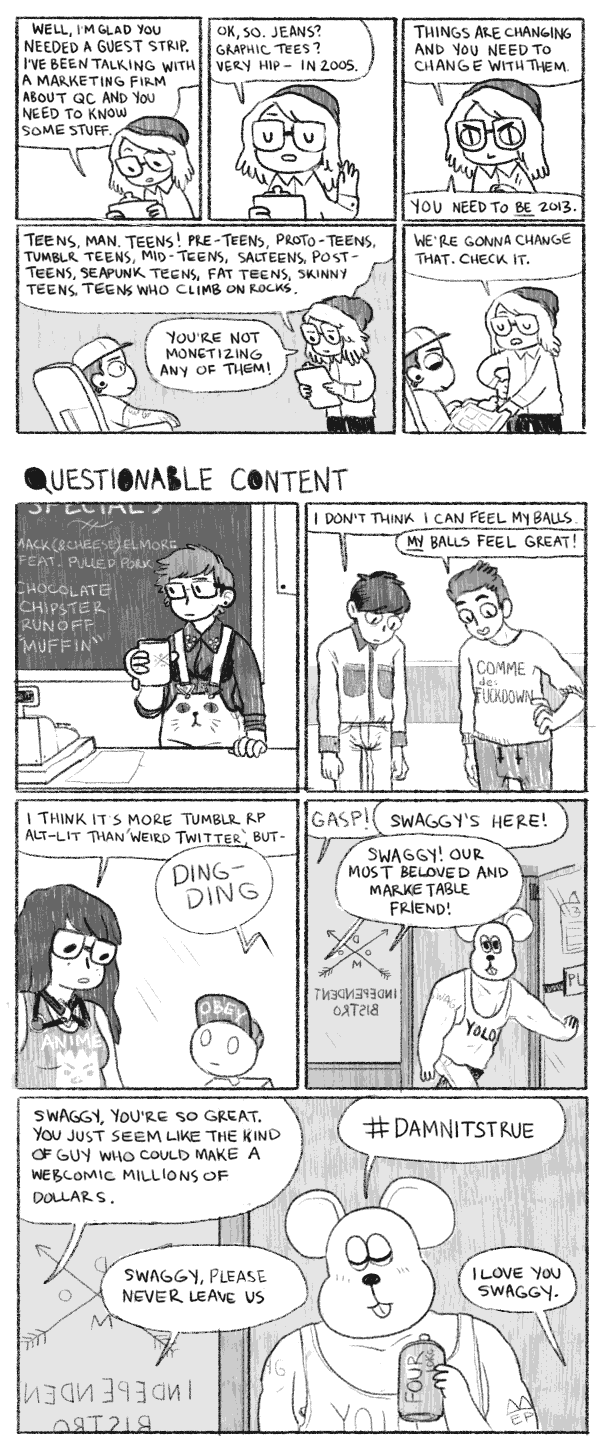 WELL, I'M GLAD YOU
NEEDED A GUEST STRIP.
I'VE BEEN TALKING WITH
A MARKETING FIRM
ABOUT QC AND YOU
NEED TO KNOW
SOME STUFF.
OK, SO. JEANS?
GRAPHIC TEES?
VERY HIP - IN 2005.
THINGS ARE CHANGING
AND YOU NEED TO
CHANGE WITH THEM.
YOU NEED TO BE 2013.
TEENS, MAN. TEENS! PRE-TEENS, PROTO-TEENS,
TUMBLR TEENS, MID-TEENS, SALTEENS, POST-
TEENS, SEAPUNK TEENS, FAT TEENS, SKINNY
TEENS, TEENS WHO CLIMB ON ROCKS.
YOU'RE NOT
MONETIZING
ANY OF THEM!
WE'RE GONNA CHANGE
THAT. CHECK IT.
QUESTIONABLE CONTENT
SPECIALS
MACK (& CHEESE) ELMORE
FEAT. PULLED PORK
CHOCOLATE
CHIPSTER
RUNOFF
"MUFFIN"
I DON'T THINK I CAN FEEL MY BALLS.
MY BALLS FEEL GREAT!
COMME
des
FUCKDOWN
I THINK IT'S MORE TUMBLR RP
ALT-LIT THAN 'WEIRD TWITTER', BUT-
DING-
DING
OBEY
ANIME
GASP!
SWAGGY'S HERE!
SWAGGY! OUR
MOST BELOVED AND
MARKETABLE
FRIEND!
M
INDEPENDENT
BISTRO
SWAG
YOLO
PU
SWAGGY, YOU'RE SO GREAT.
YOU JUST SEEM LIKE THE KIND
OF GUY WHO COULD MAKE A
WEBCOMIC MILLIONS OF
DOLLARS.
#DAMNITSTRUE
SWAGGY, PLEASE
NEVER LEAVE US
I LOVE YOU
SWAGGY.
M
INDEPENDEN
BISTRO
AG
YOL
FOUR
EP